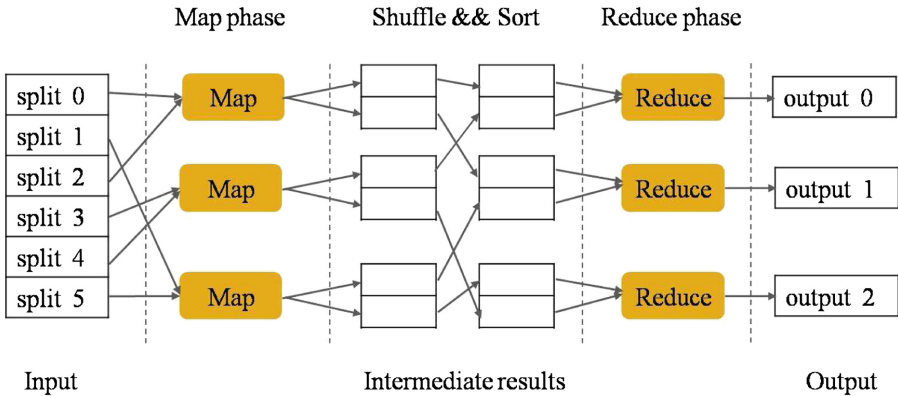 Map phase
Shuffle && Sort
Reduce phase
split 0
split 1
split 2
split 3
split 4
split 5
Map
Map
Map
Reduce
Reduce
Reduce
output 0
output 1
output 2
Input
Intermediate results
Output